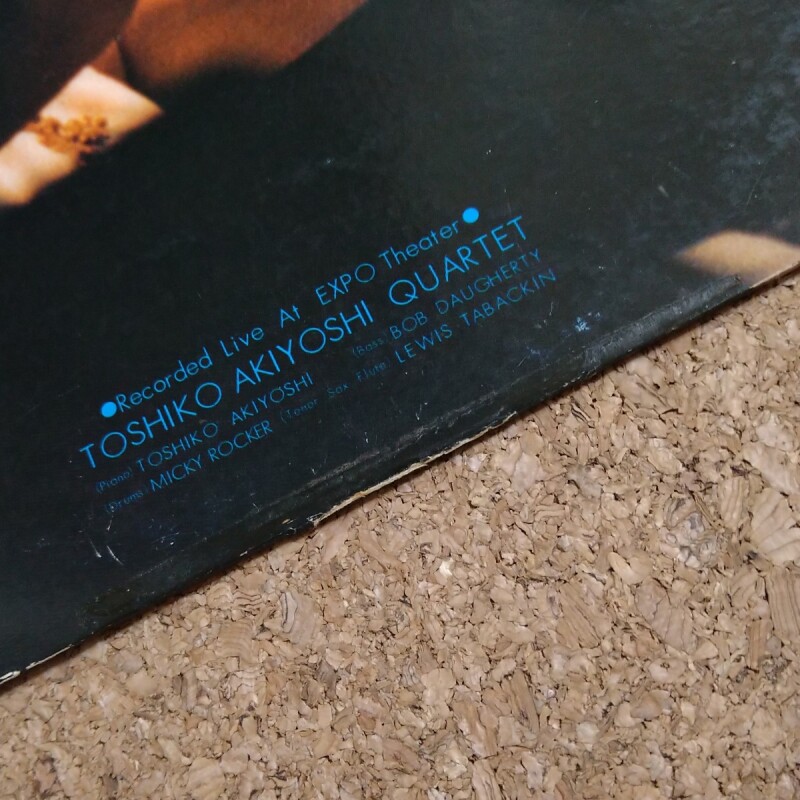 ●Recorded Live At EXPO Theater●
TOSHIKO AKIYOSHI QUARTET
(Piano) TOSHIKO AKIYOSHI (Bass) BOB DAUGHERTY
(Drums) MICKY ROCKER (Tenor Sax Flute) LEWIS TABACKIN